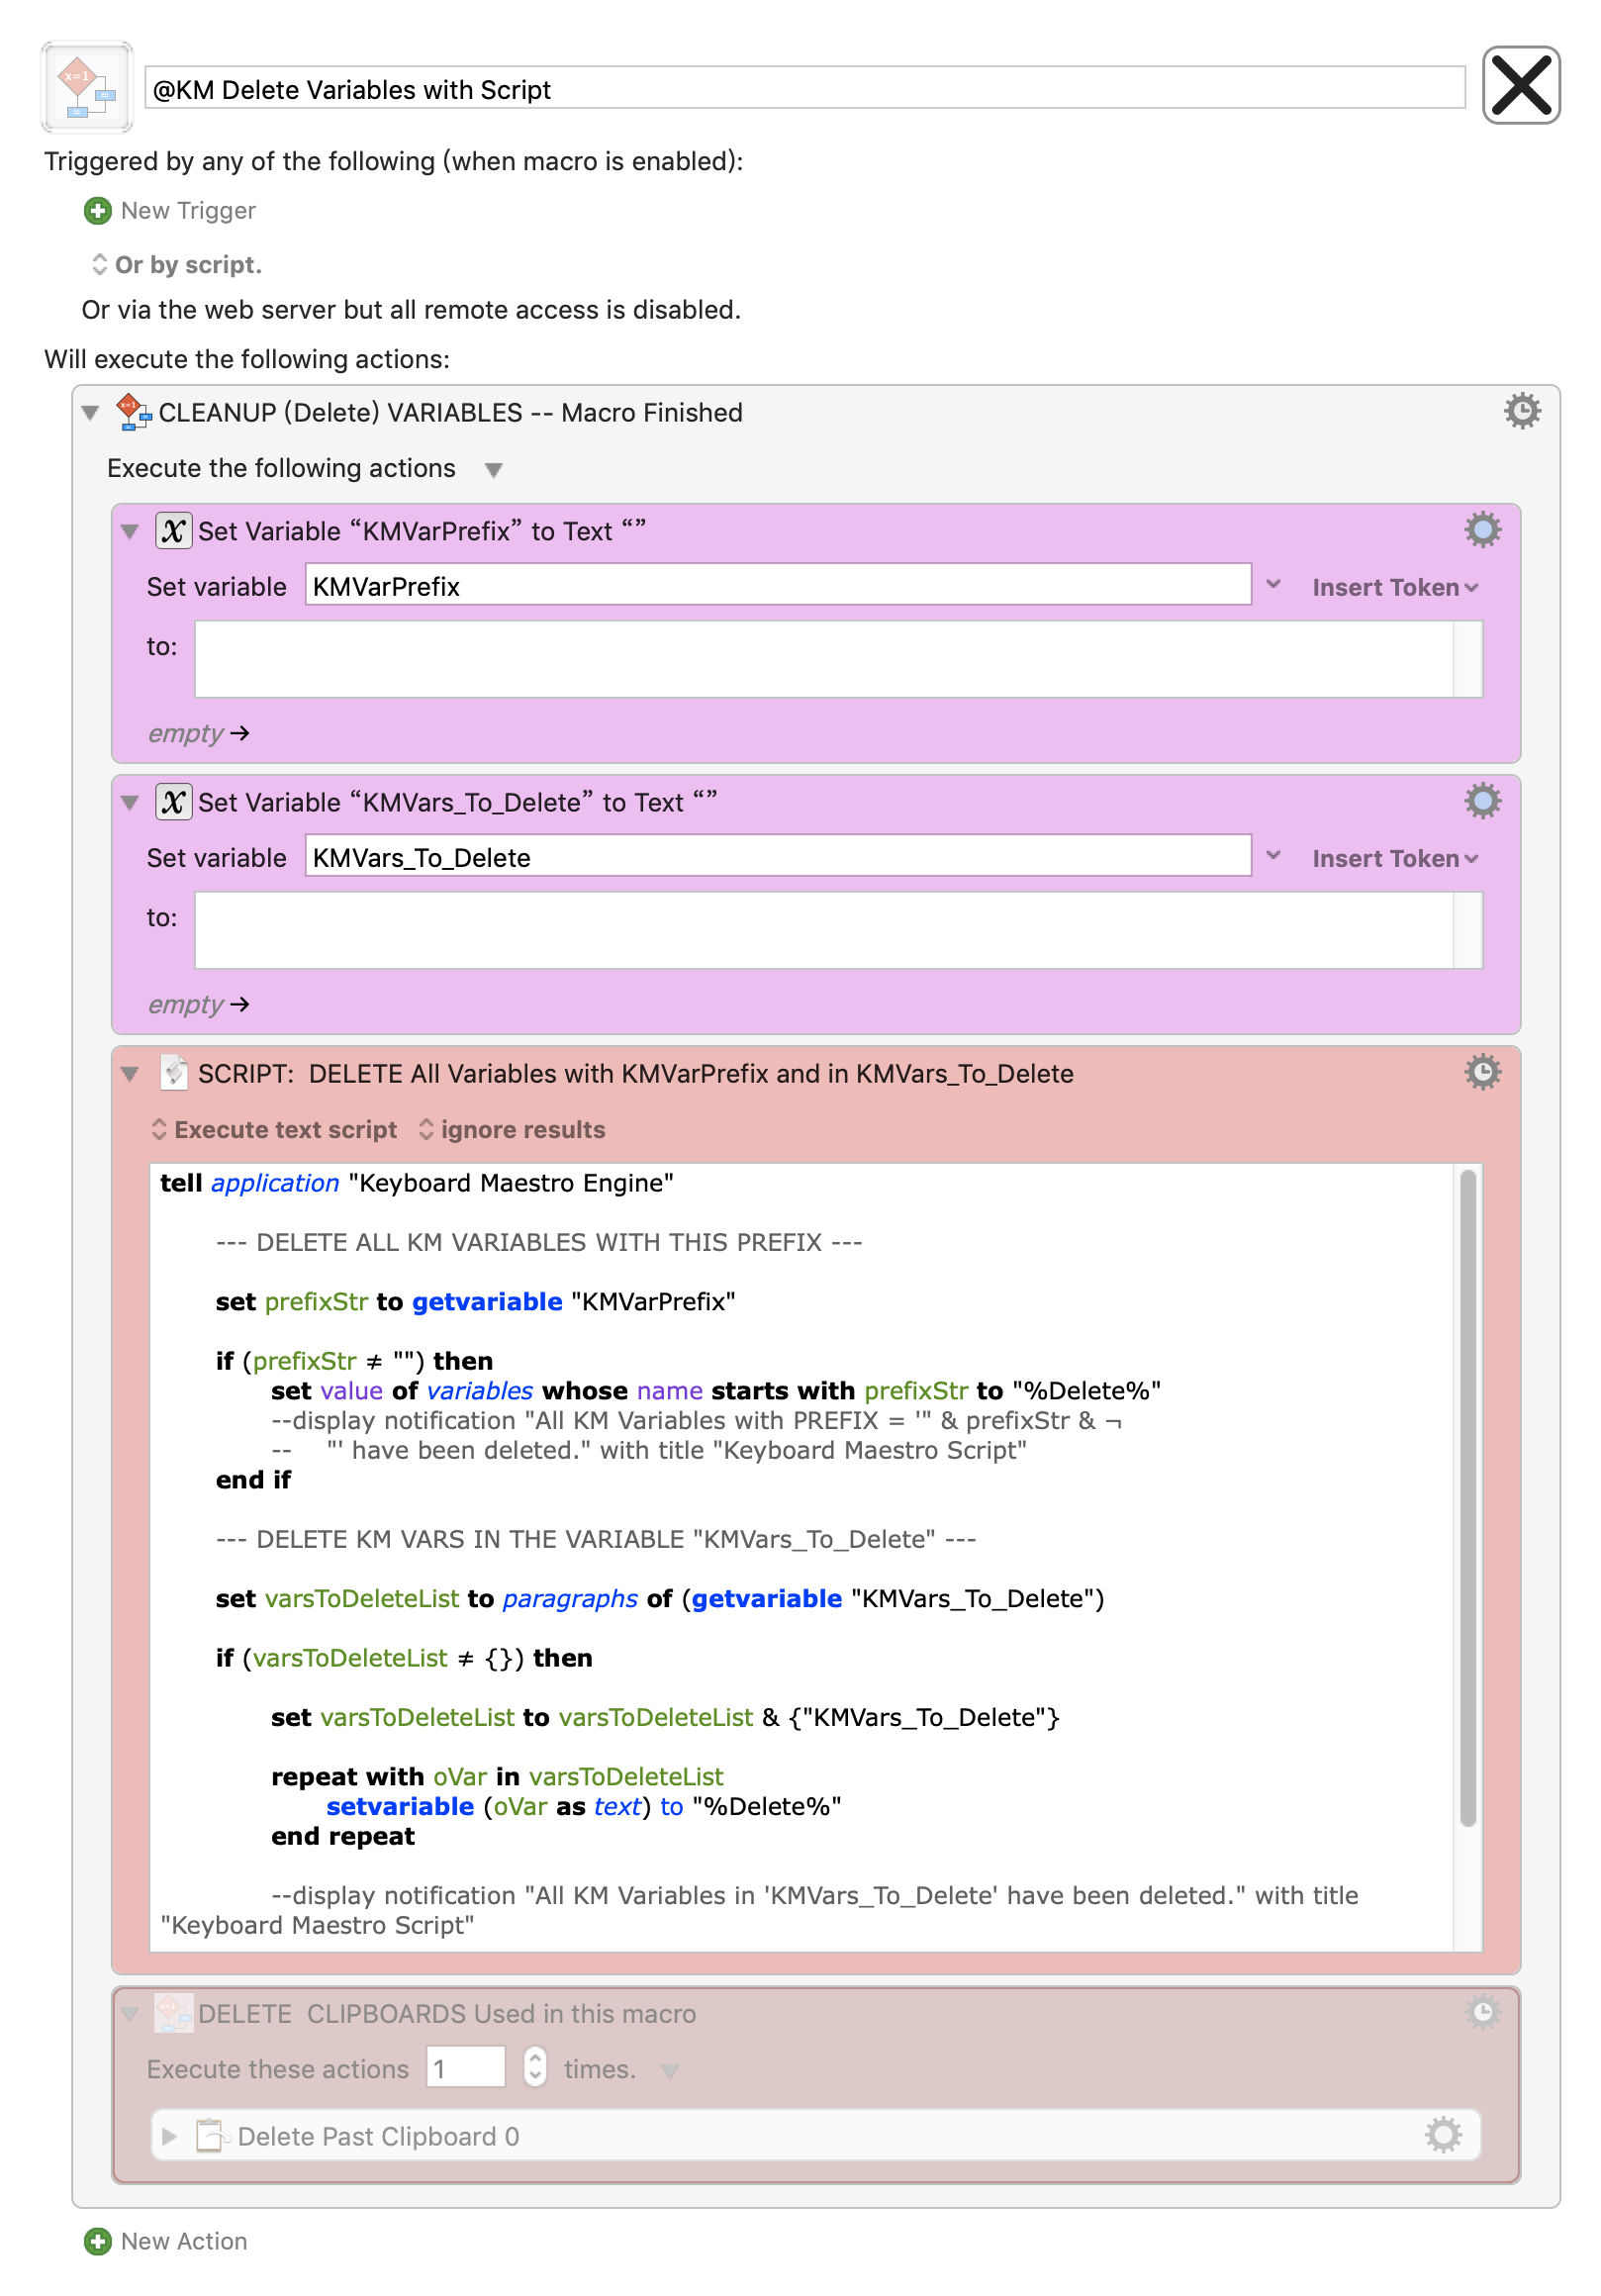 x=1
@KM Delete Variables with Script
Triggered by any of the following (when macro is enabled):
New Trigger
Or by script.
Or via the web server but all remote access is disabled.
Will execute the following actions:
CLEANUP (Delete) VARIABLES -- Macro Finished
Execute the following actions
Set Variable “KMVarPrefix” to Text “”
Set variable KMVarPrefix Insert Token
to:
empty →
Set Variable “KMVars_To_Delete” to Text “”
Set variable KMVars_To_Delete Insert Token
to:
empty →
SCRIPT:  DELETE All Variables with KMVarPrefix and in KMVars_To_Delete
Execute text script ignore results
tell application "Keyboard Maestro Engine"
--- DELETE ALL KM VARIABLES WITH THIS PREFIX ---
set prefixStr to getvariable "KMVarPrefix"
if (prefixStr ≠ "") then
set value of variables whose name starts with prefixStr to "%Delete%"
--display notification "All KM Variables with PREFIX = '" & prefixStr & ¬
--    "' have been deleted." with title "Keyboard Maestro Script"
end if
--- DELETE KM VARS IN THE VARIABLE "KMVars_To_Delete" ---
set varsToDeleteList to paragraphs of (getvariable "KMVars_To_Delete")
if (varsToDeleteList ≠ {}) then
set varsToDeleteList to varsToDeleteList & {"KMVars_To_Delete"}
repeat with oVar in varsToDeleteList
setvariable (oVar as text) to "%Delete%"
end repeat
--display notification "All KM Variables in 'KMVars_To_Delete' have been deleted." with title
"Keyboard Maestro Script"
DELETE  CLIPBOARDS Used in this macro
Execute these actions 1 times.
Delete Past Clipboard 0
New Action